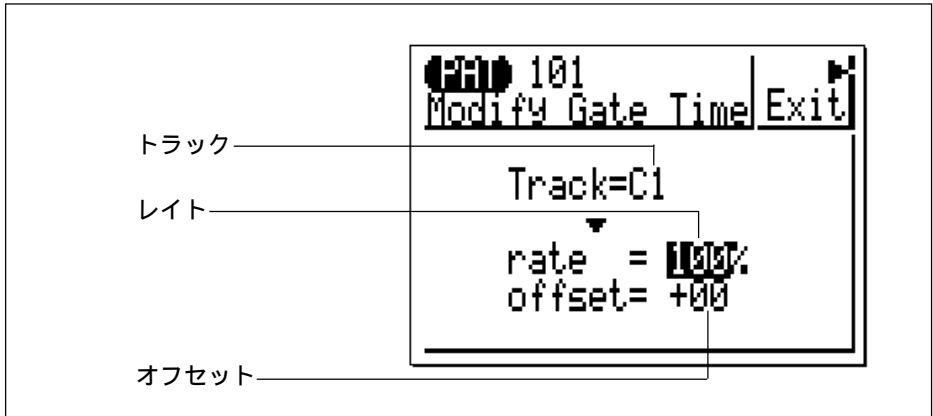 PAT 101
Modify Gate Time Exit
トラック
Track=C1
レイト
rate = 100%
offset= +00
オフセット